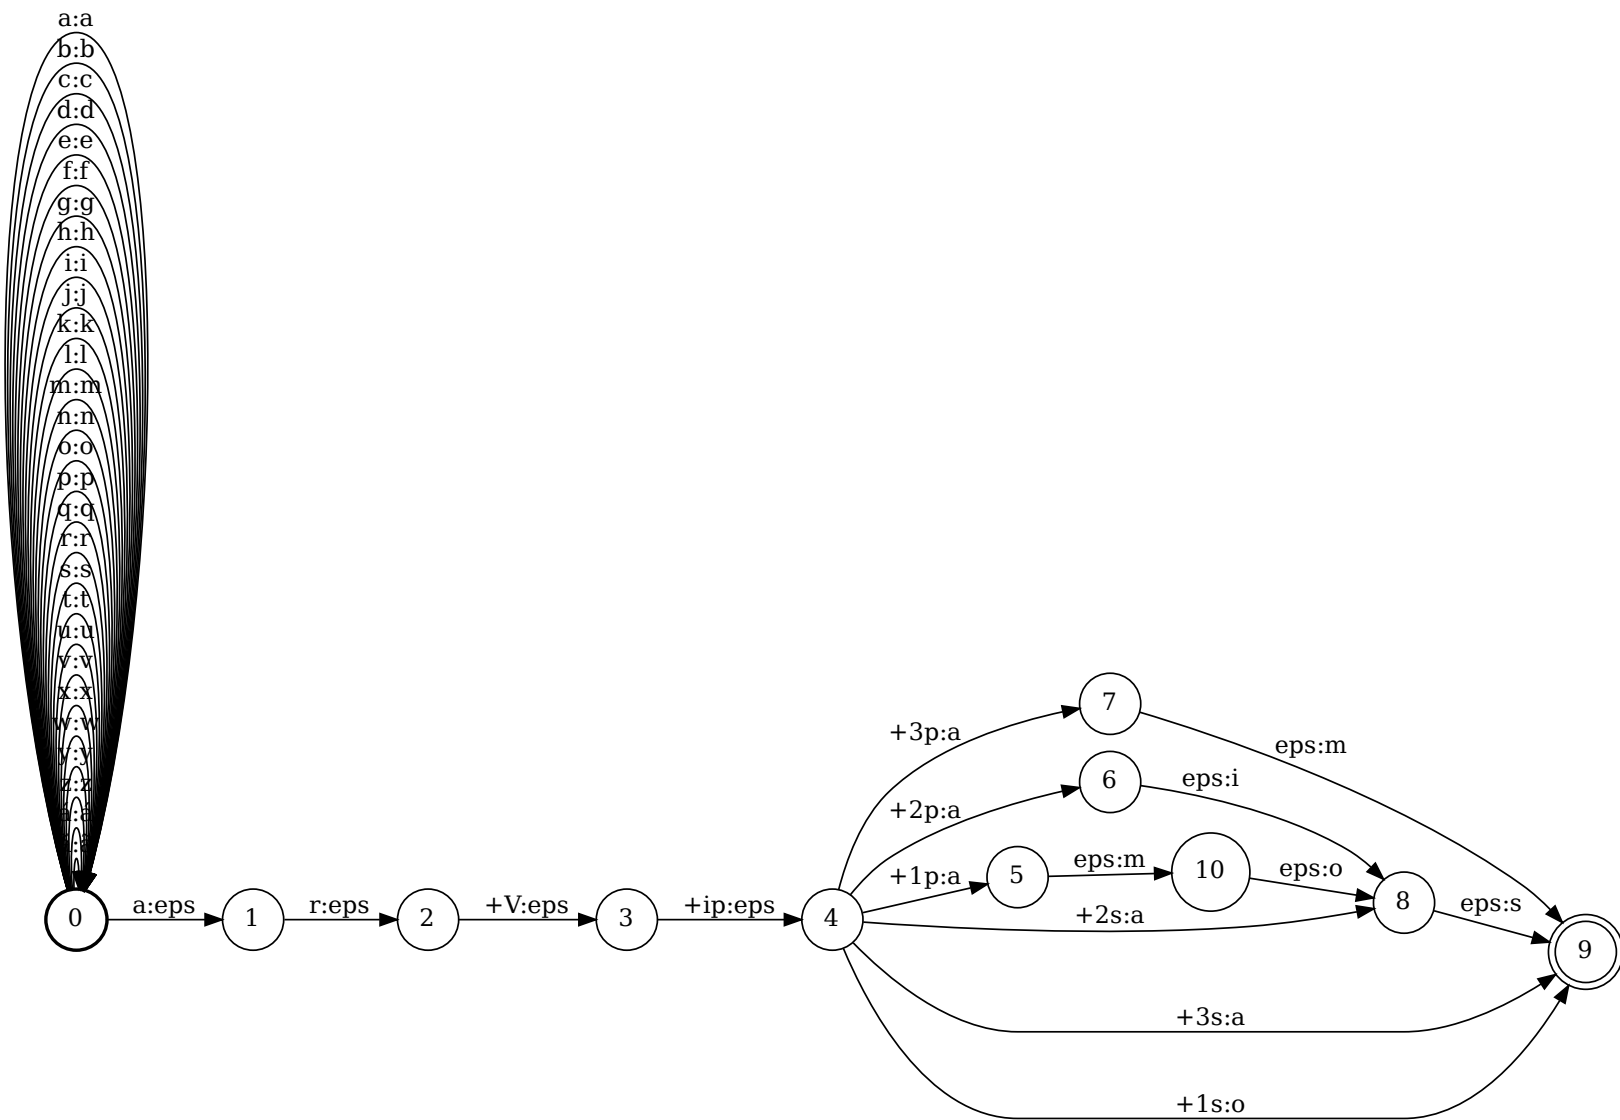 a:a
b:b
c:c
d:d
e:e
f:f
g:g
h:h
i:i
j:j
k:k
l:l
m:m
n:n
o:o
p:p
q:q
r:r
s:s
t:t
u:u
v:v
x:x
w:w
y:y
z:z
á:á
0
a:eps
1
r:eps
2
+V:eps
3
+ip:eps
4
+3p:a
7
eps:m
+2p:a
6
eps:i
+1p:a
5
eps:m
10
eps:o
+2s:a
8
eps:s
9
+3s:a
+1s:o